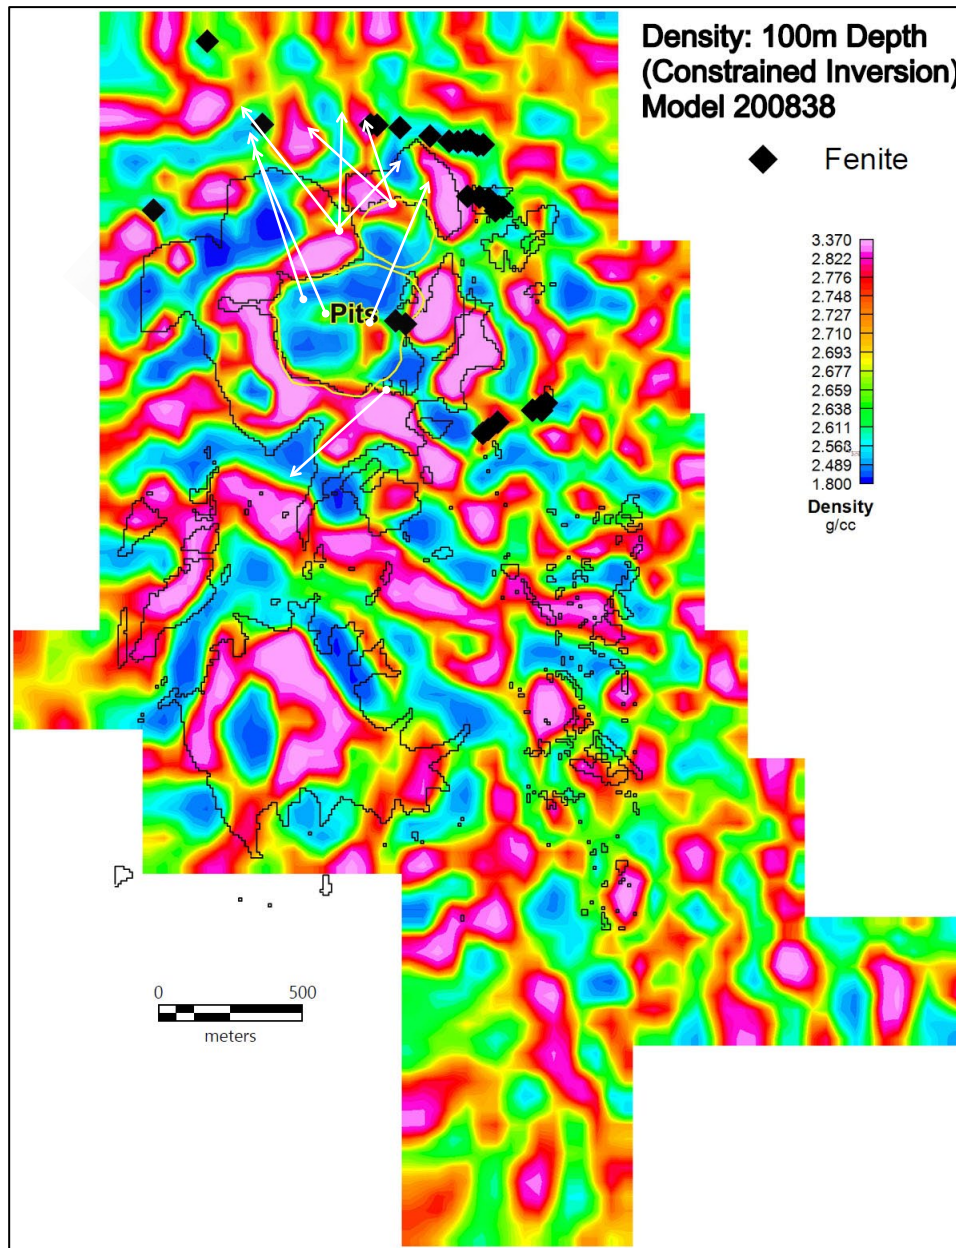 Density: 100m Depth
(Constrained Inversion)
Model 200838
Fenite
3.370
2.822
2.776
2.748
2.727
2.710
2.693
2.677
2.659
2.638
2.611
2.563
2.489
1.800
Density
g/cc
Pits
0 500
meters